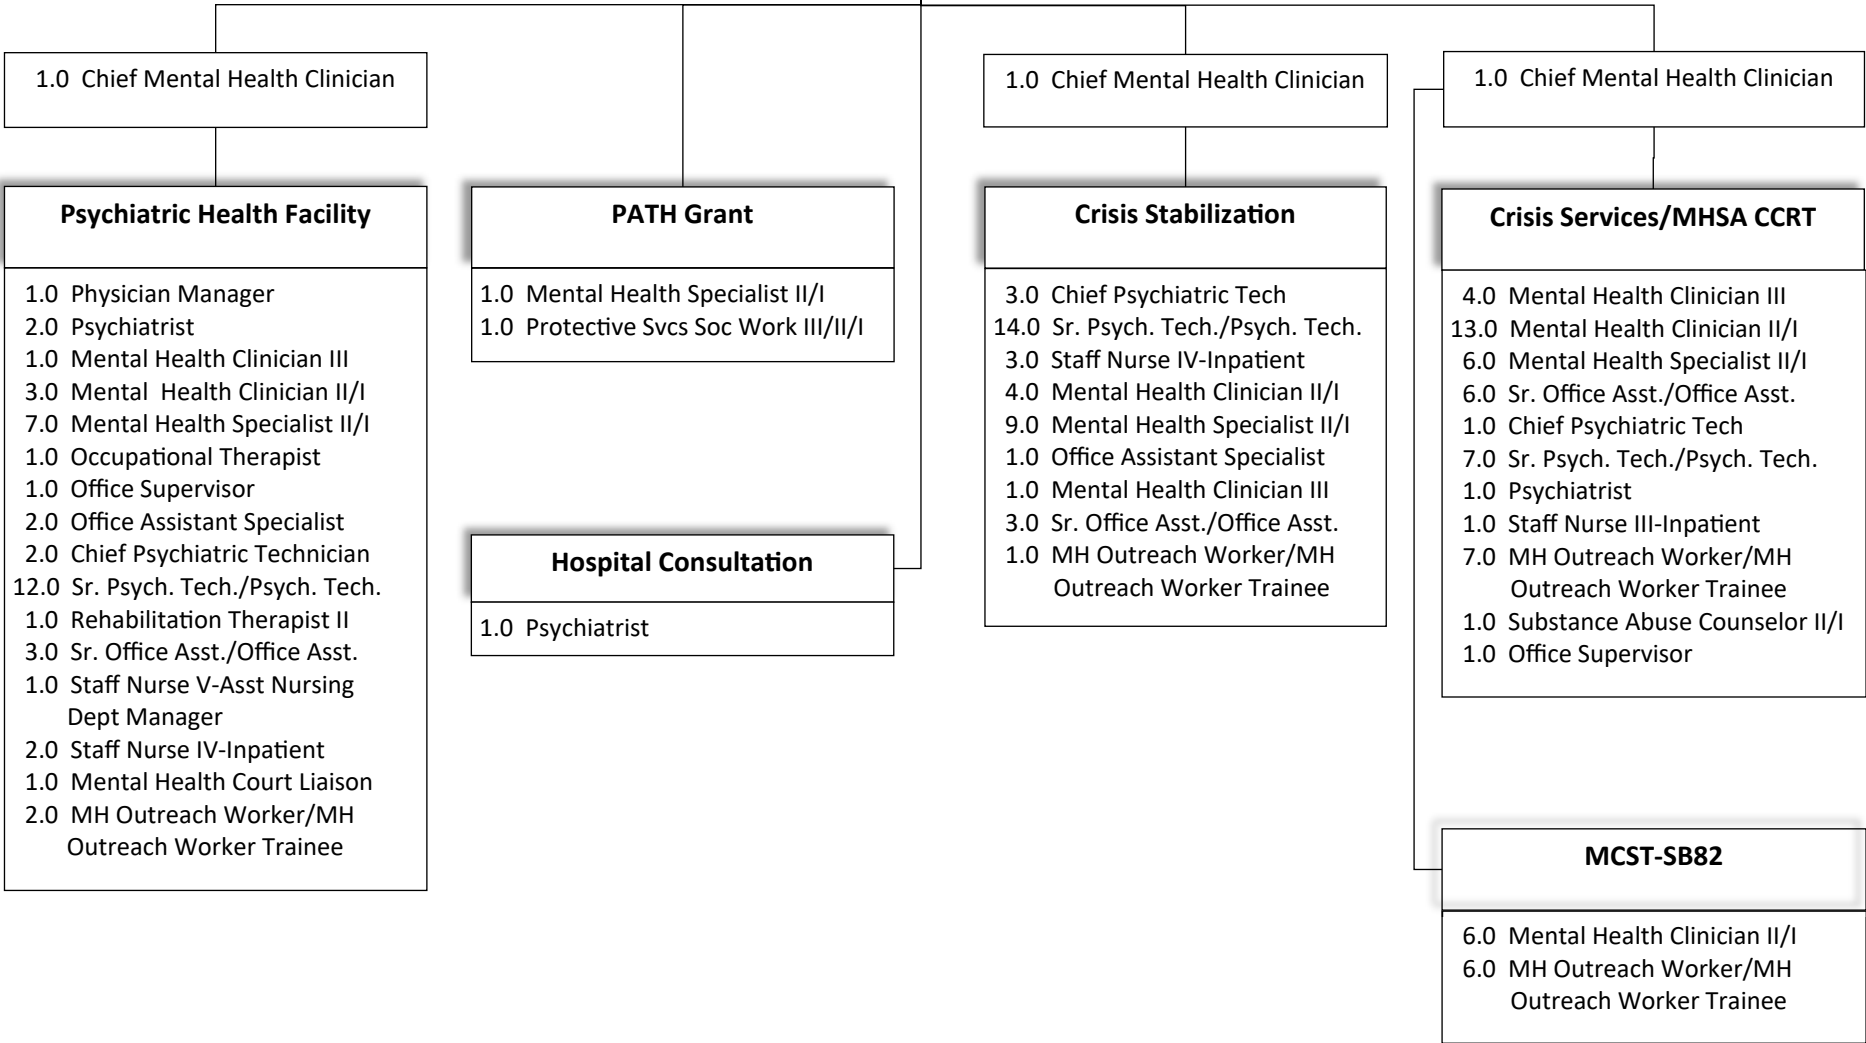 1.0 Chief Mental Health Clinician
Psychiatric Health Facility
1.0 Physician Manager
2.0 Psychiatrist
1.0 Mental Health Clinician III
3.0 Mental Health Clinician II/I
7.0 Mental Health Specialist II/I
1.0 Occupational Therapist
1.0 Office Supervisor
2.0 Office Assistant Specialist
2.0 Chief Psychiatric Technician
12.0 Sr. Psych. Tech./Psych. Tech.
1.0 Rehabilitation Therapist II
3.0 Sr. Office Asst./Office Asst.
1.0 Staff Nurse V-Asst Nursing
Dept Manager
2.0 Staff Nurse IV-Inpatient
1.0 Mental Health Court Liaison
2.0 MH Outreach Worker/MH
Outreach Worker Trainee
PATH Grant
1.0 Mental Health Specialist II/I
1.0 Protective Svcs Soc Work III/II/I
Hospital Consultation
1.0 Psychiatrist
1.0 Chief Mental Health Clinician
Crisis Stabilization
3.0 Chief Psychiatric Tech
14.0 Sr. Psych. Tech./Psych. Tech.
3.0 Staff Nurse IV-Inpatient
4.0 Mental Health Clinician II/I
9.0 Mental Health Specialist II/I
1.0 Office Assistant Specialist
1.0 Mental Health Clinician III
3.0 Sr. Office Asst./Office Asst.
1.0 MH Outreach Worker/MH
Outreach Worker Trainee
1.0 Chief Mental Health Clinician
Crisis Services/MHSA CCRT
4.0 Mental Health Clinician III
13.0 Mental Health Clinician II/I
6.0 Mental Health Specialist II/I
6.0 Sr. Office Asst./Office Asst.
1.0 Chief Psychiatric Tech
7.0 Sr. Psych. Tech./Psych. Tech.
1.0 Psychiatrist
1.0 Staff Nurse III-Inpatient
7.0 MH Outreach Worker/MH
Outreach Worker Trainee
1.0 Substance Abuse Counselor II/I
1.0 Office Supervisor
MCST-SB82
6.0 Mental Health Clinician II/I
6.0 MH Outreach Worker/MH
Outreach Worker Trainee